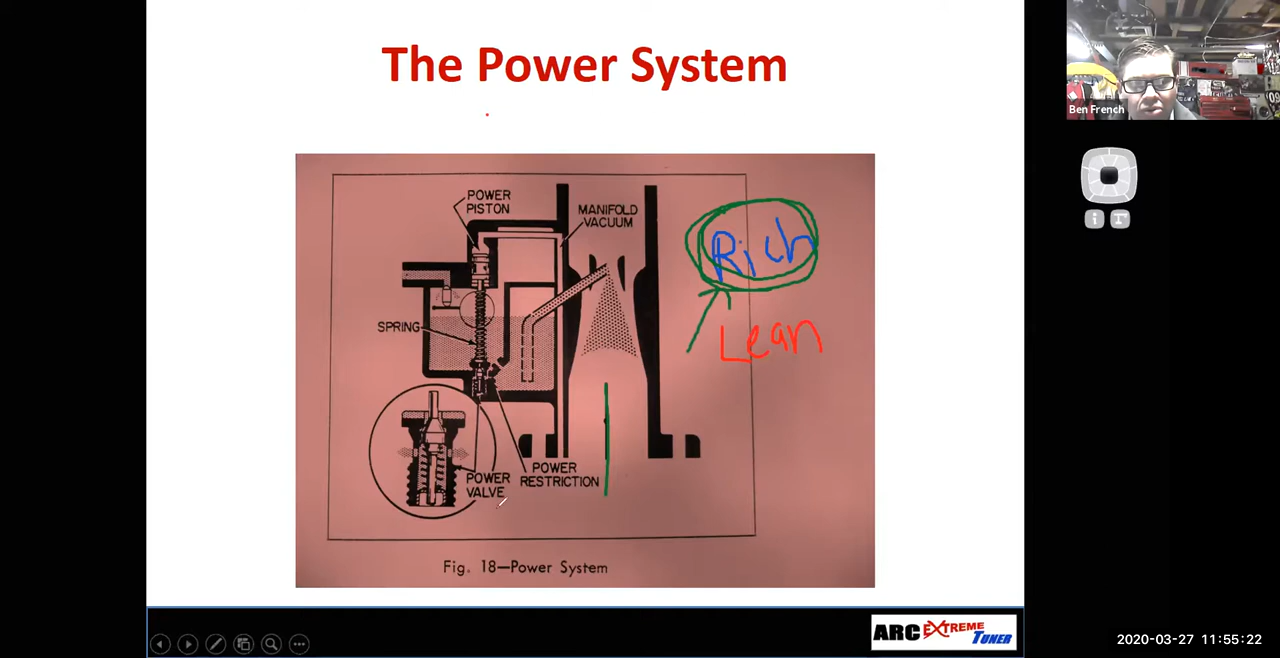 The Power System
Ben French
POWER
PISTON
MANIFOLD
VACUUM
Rich
Lean
SPRING
POWER
VALVE
POWER
RESTRICTION
Fig. 18—Power System
ARC EXTREME
TUNER
2020-03-27 11:55:22